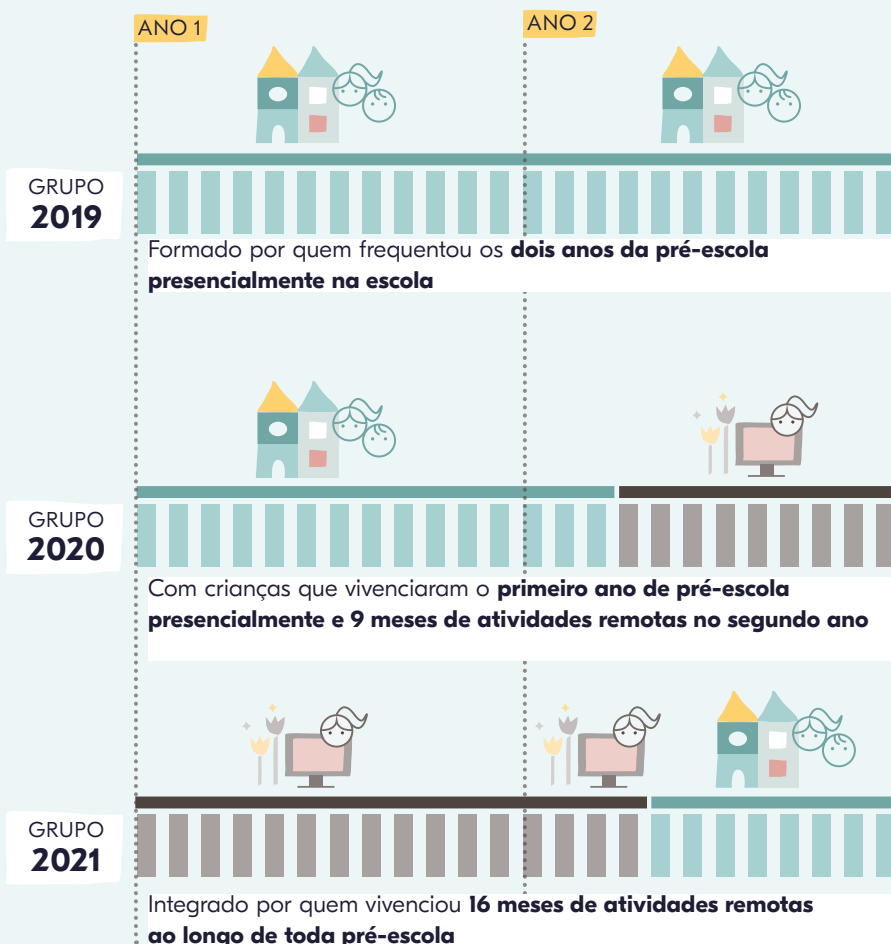 ANO 1
ANO 2
GRUPO
2019
Formado por quem frequentou os dois anos da pré-escola
presencialmente na escola
GRUPO
2020
Com crianças que vivenciaram o primeiro ano de pré-escola
presencialmente e 9 meses de atividades remotas no segundo ano
GRUPO
2021
Integrado por quem vivenciou 16 meses de atividades remotas
ao longo de toda pré-escola